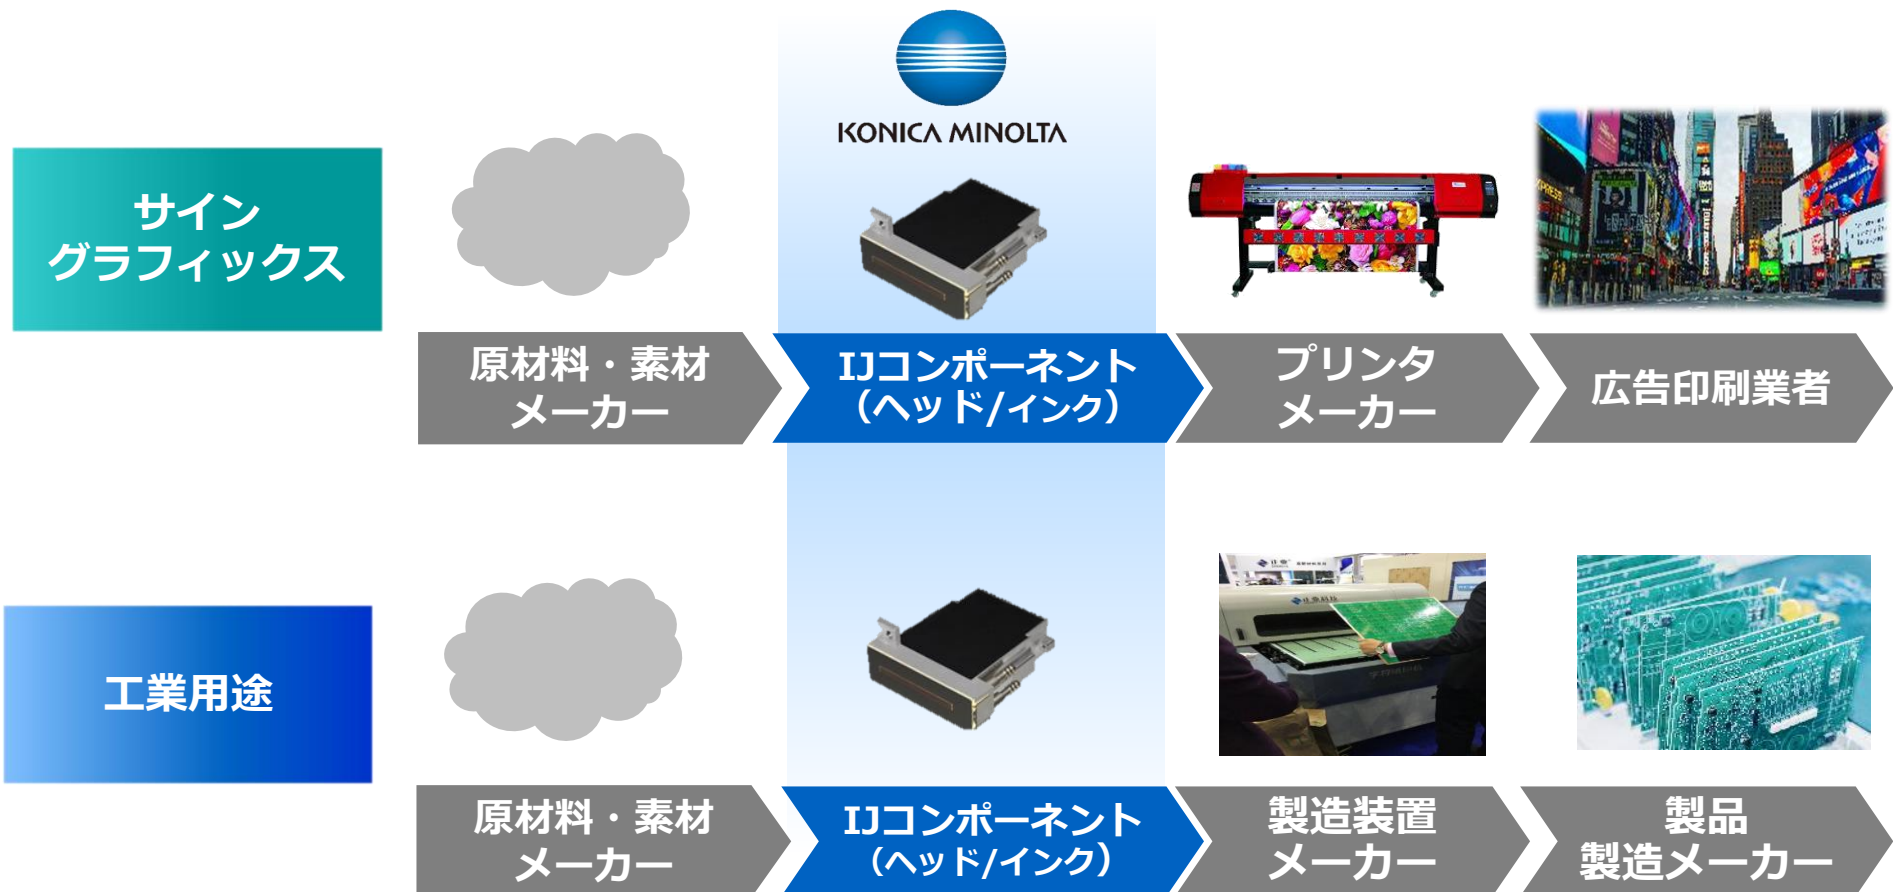 KONICA MINOLTA
サイン
グラフィックス
原材料・素材
メーカー
IJコンポーネント
（ヘッド/インク）
プリンタ
メーカー
広告印刷業者
工業用途
原材料・素材
メーカー
IJコンポーネント
（ヘッド/インク）
製造装置
メーカー
製品
製造メーカー